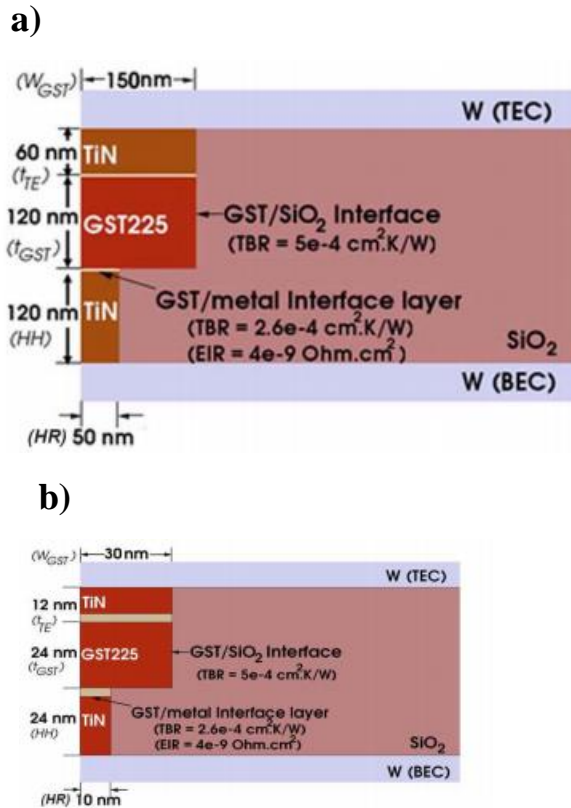 a)
(W_GST)
150nm
W (TEC)
60 nm
(t_TE)
TiN
120 nm
(t_GST)
GST225
GST/SiO₂ Interface
(TBR = 5e-4 cm².K/W)
120nm
(HH)
TiN
GST/metal Interface layer
(TBR = 2.6e-4 cm².K/W)
(EIR = 4e-9 Ohm.cm²)
SiO₂
W (BEC)
(HR) 50 nm
b)
(W_GST)
30nm
W (TEC)
12 nm
(t_TE)
TiN
24 nm
(t_GST)
GST225
GST/SiO₂ Interface
(TBR = 5e-4 cm².K/W)
24 nm
(HH)
TiN
GST/metal Interface layer
(TBR = 2.6e-4 cm².K/W)
(EIR = 4e-9 Ohm.cm²)
SiO₂
W (BEC)
(HR) 10 nm